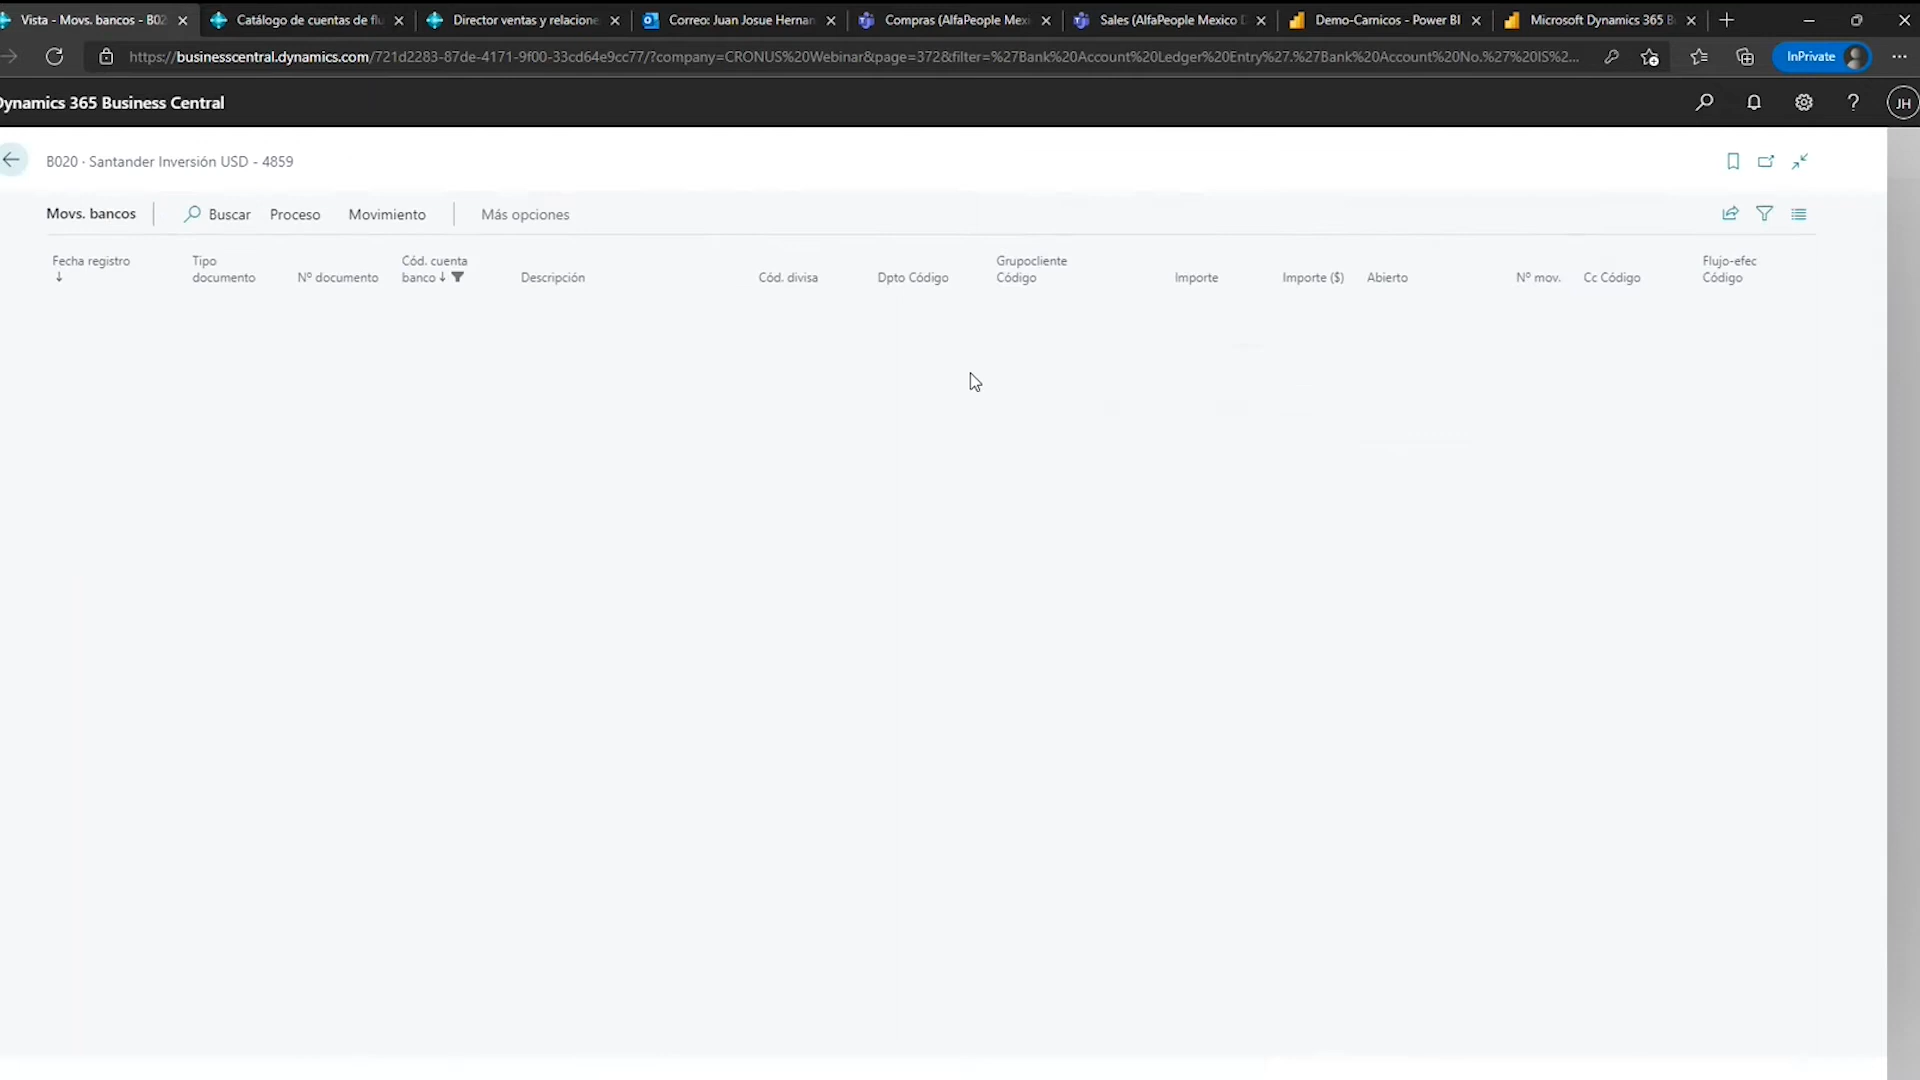 Vista - Movs. bancos - B02
Catálogo de cuentas de flu
Director ventas y relacione
Correo: Juan Josue Hernan
Compras (AlfaPeople Mexi
Sales (AlfaPeople Mexico D
Demo-Carnicos - Power BI
Microsoft Dynamics 365 B
https://businesscentral.dynamics.com/721d2283-87de-4171-9f00-33cd64e9cc77/?company=CRONUS%20Webinar&page=372&filter=%27Bank%20Account%20Ledger%20Entry%27.%27Bank%20Account%20No.%27%20IS%2...
InPrivate
Dynamics 365 Business Central
JH
B020 · Santander Inversión USD - 4859
Movs. bancos
Buscar
Proceso
Movimiento
Más opciones
Fecha registro
Tipo documento
Nº documento
Cód. cuenta banco
Descripción
Cód. divisa
Dpto Código
Grupocliente Código
Importe
Importe ($)
Abierto
Nº mov.
Cc Código
Flujo-efec Código